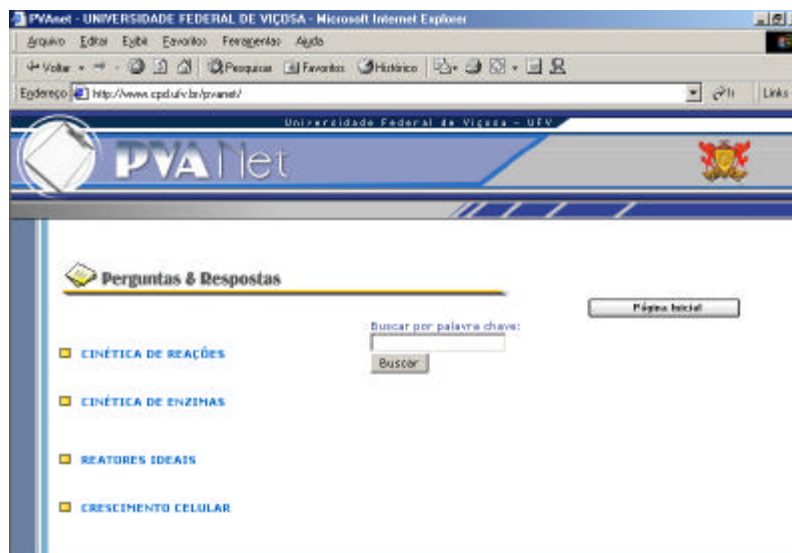 PVAnet - UNIVERSIDADE FEDERAL DE VIÇOSA - Microsoft Internet Explorer
Arquivo Editar Exibir Favoritos Ferramentas Ajuda
Voltar Pesquisar Favoritos Histórico
Endereço http://www.cpd.ufv.br/pvanet/ Ir Links
Universidade Federal de Viçosa - UFV
PVANet
Perguntas & Respostas
Página Inicial
Buscar por palavra chave:
Buscar
CINÉTICA DE REAÇÕES
CINÉTICA DE ENZIMAS
REATORES IDEAIS
CRESCIMENTO CELULAR